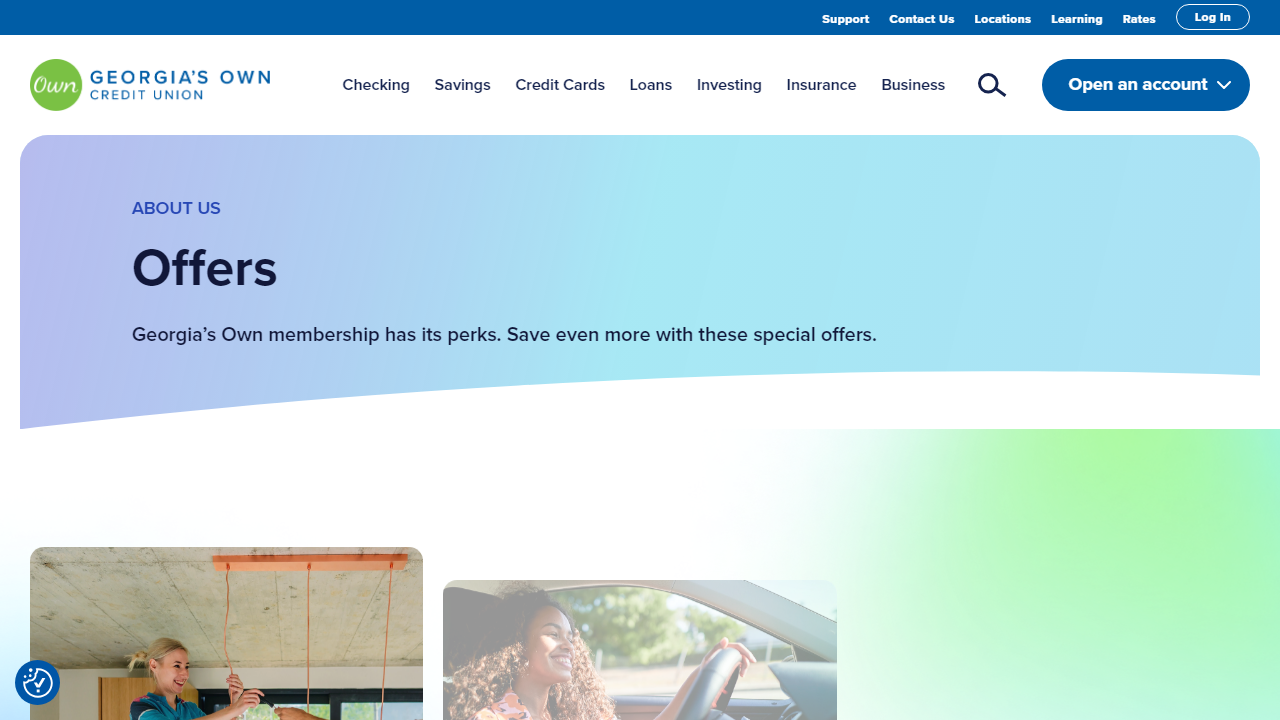 Support Contact Us Locations Learning Rates Log In
Own GEORGIA'S OWN
CREDIT UNION
Checking Savings Credit Cards Loans Investing Insurance Business Open an account
ABOUT US
Offers
Georgia’s Own membership has its perks. Save even more with these special offers.